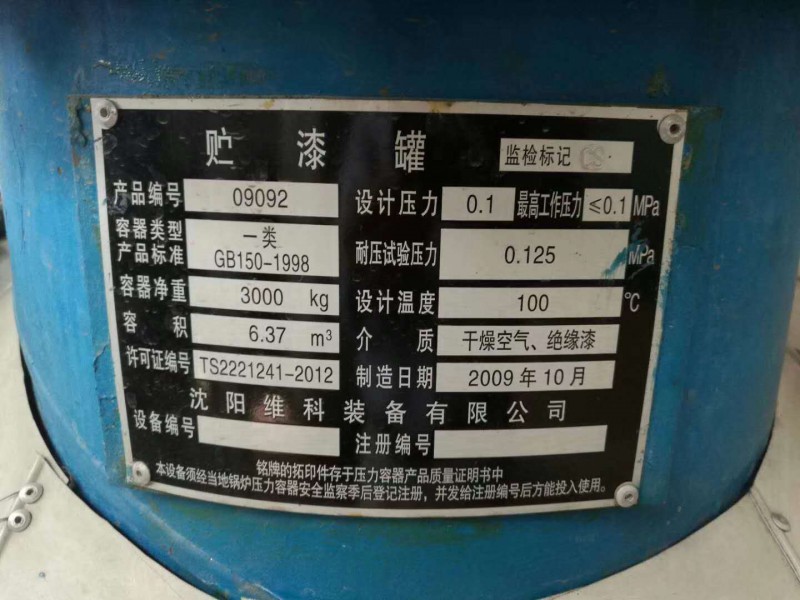 贮漆罐 监检标记 CS
产品编号 09092 设计压力 0.1 最高工作压力 ≤0.1 MPa
容器类型 一类
产品标准 GB150-1998 耐压试验压力 0.125 MPa
容器净重 3000 kg 设计温度 100 ℃
容积 6.37 m³ 介质 干燥空气、绝缘漆
许可证编号 TS2221241-2012 制造日期 2009年10月
沈阳维科装备有限公司
设备编号 注册编号
铭牌的拓印件存于压力容器产品质量证明书中
本设备须经当地锅炉压力容器安全监察季后登记注册，并发给注册编号后方能投入使用。